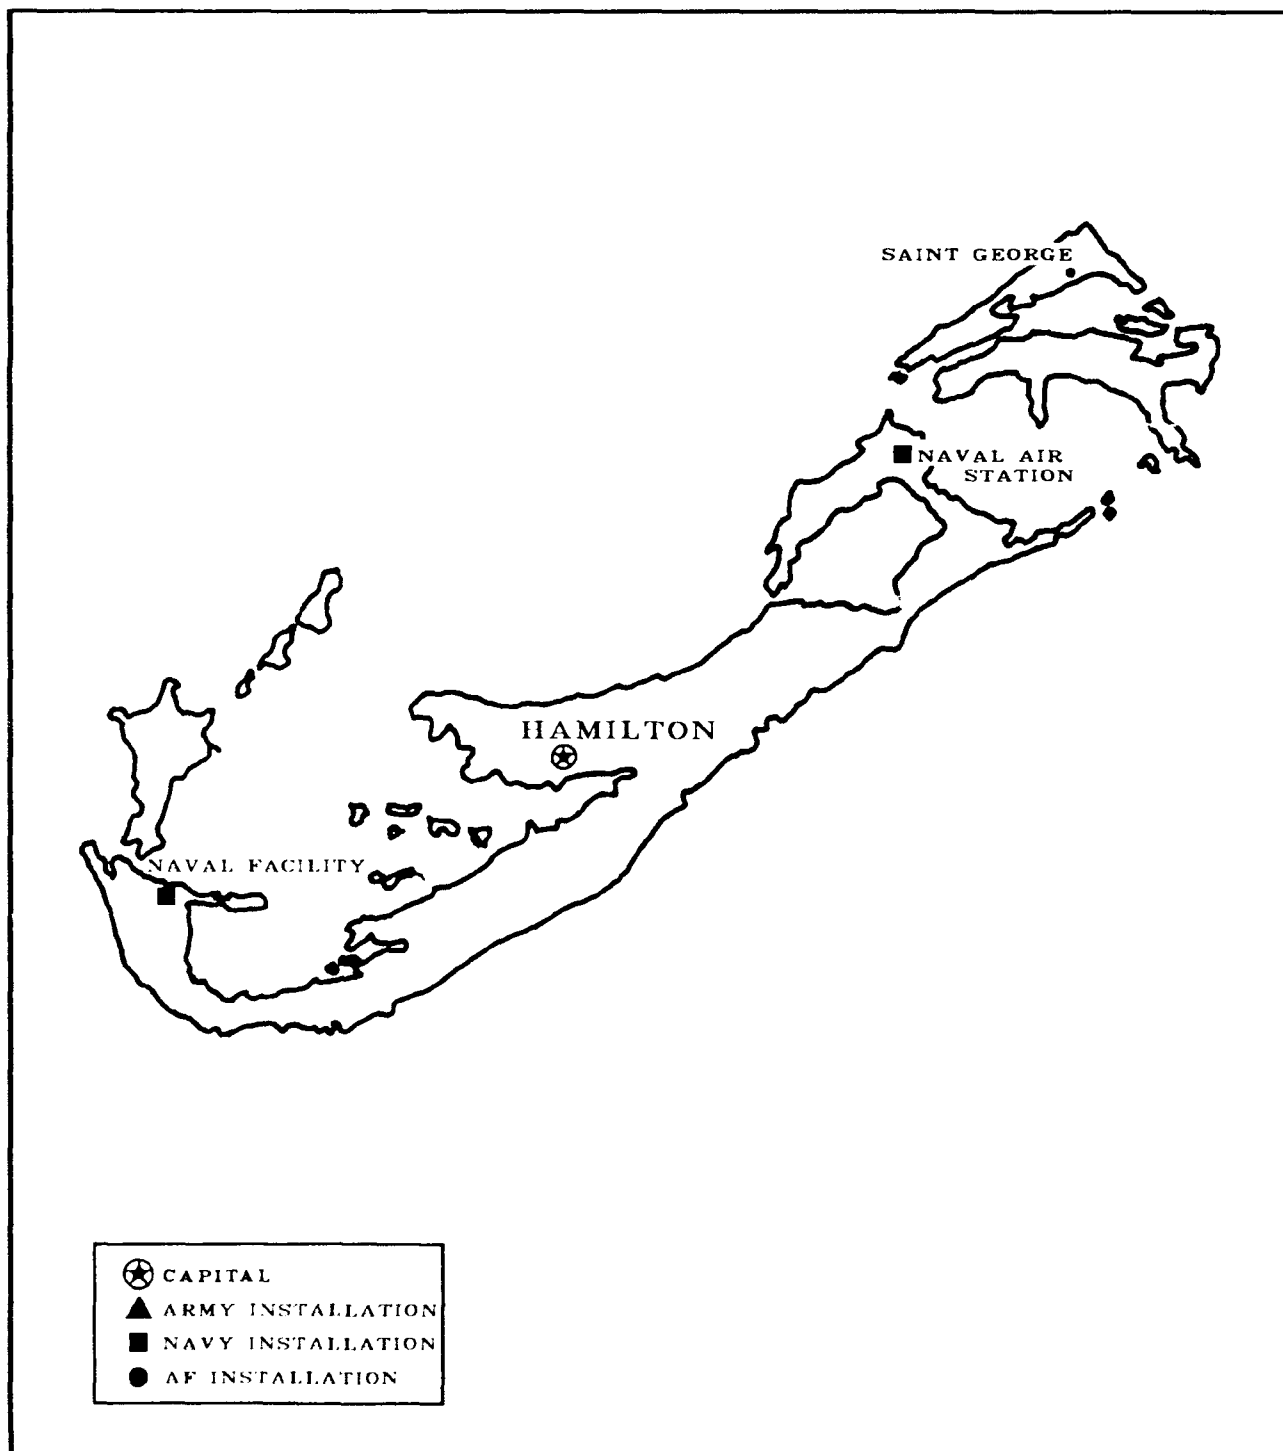 SAINT GEORGE
NAVAL AIR
STATION
HAMILTON
NAVAL FACILITY
CAPITAL
ARMY INSTALLATION
NAVY INSTALLATION
AF INSTALLATION